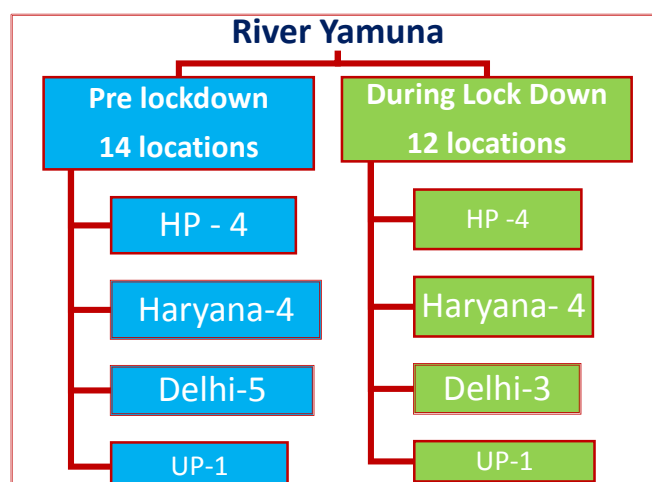 River Yamuna
Pre lockdown
14 locations
HP - 4
Haryana-4
Delhi-5
UP-1
During Lock Down
12 locations
HP -4
Haryana- 4
Delhi-3
UP-1